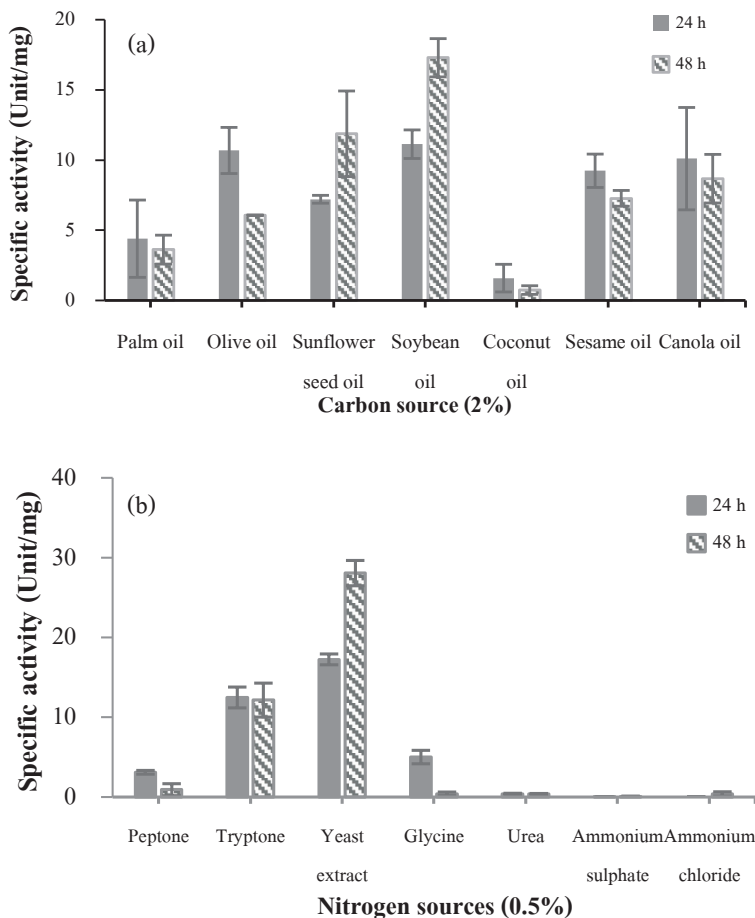 (a)
24 h
48 h
Specific activity (Unit/mg)
20
15
10
5
0
Palm oil Olive oil Sunflower Soybean Coconut Sesame oil Canola oil
seed oil oil oil
Carbon source (2%)
(b)
24 h
48 h
Specific activity (Unit/mg)
40
30
20
10
0
Peptone Tryptone Yeast Glycine Urea Ammonium Ammonium
extract sulphate chloride
Nitrogen sources (0.5%)